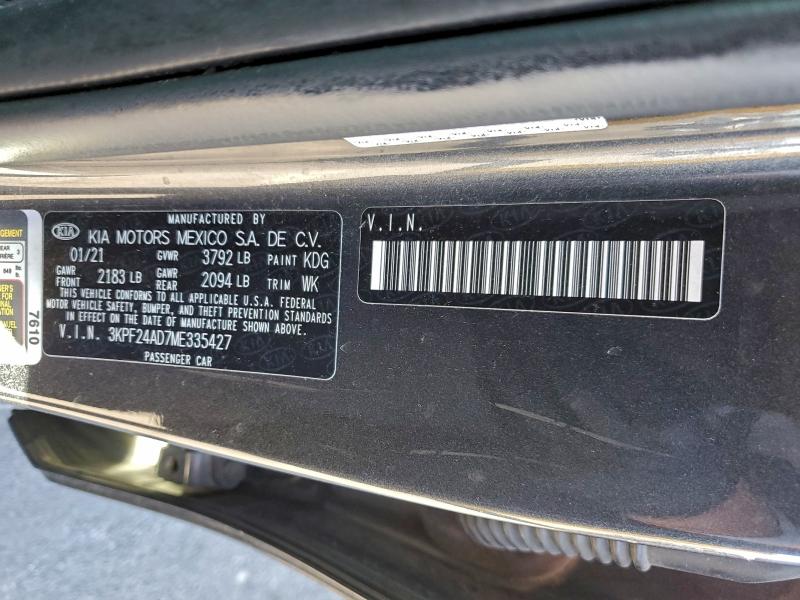 MANUFACTURED BY
KIA KIA MOTORS MEXICO S.A. DE C.V.
01/21 GVWR 3792 LB PAINT KDG
GAWR FRONT 2183 LB GAWR REAR 2094 LB TRIM WK
THIS VEHICLE CONFORMS TO ALL APPLICABLE U.S.A. FEDERAL
MOTOR VEHICLE SAFETY, BUMPER, AND THEFT PREVENTION STANDARDS
IN EFFECT ON THE DATE OF MANUFACTURE SHOWN ABOVE.
V.I.N. 3KPF24AD7ME335427
PASSENGER CAR
V.I.N.
7610